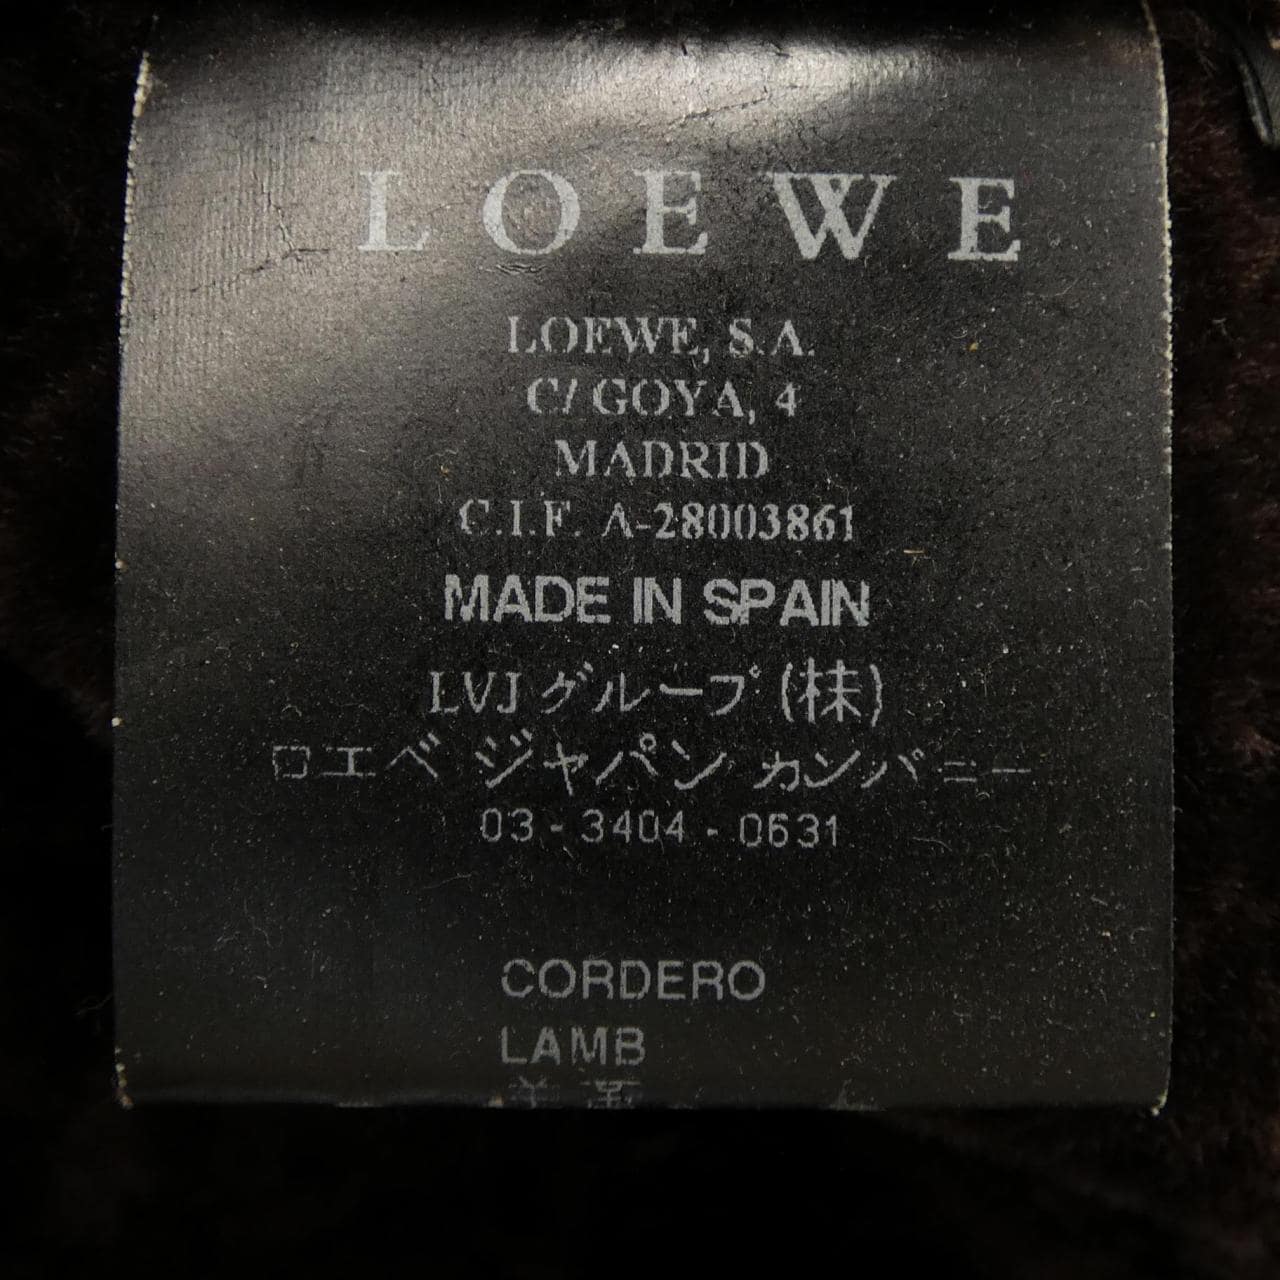 LOEWE
LOEWE, S.A.
C/ GOYA, 4
MADRID
C.I.F. A-28003861
MADE IN SPAIN
LVJ グループ (株)
ロエベ ジャパン カンパニー
03 - 3404 - 0631
CORDERO
LAMB